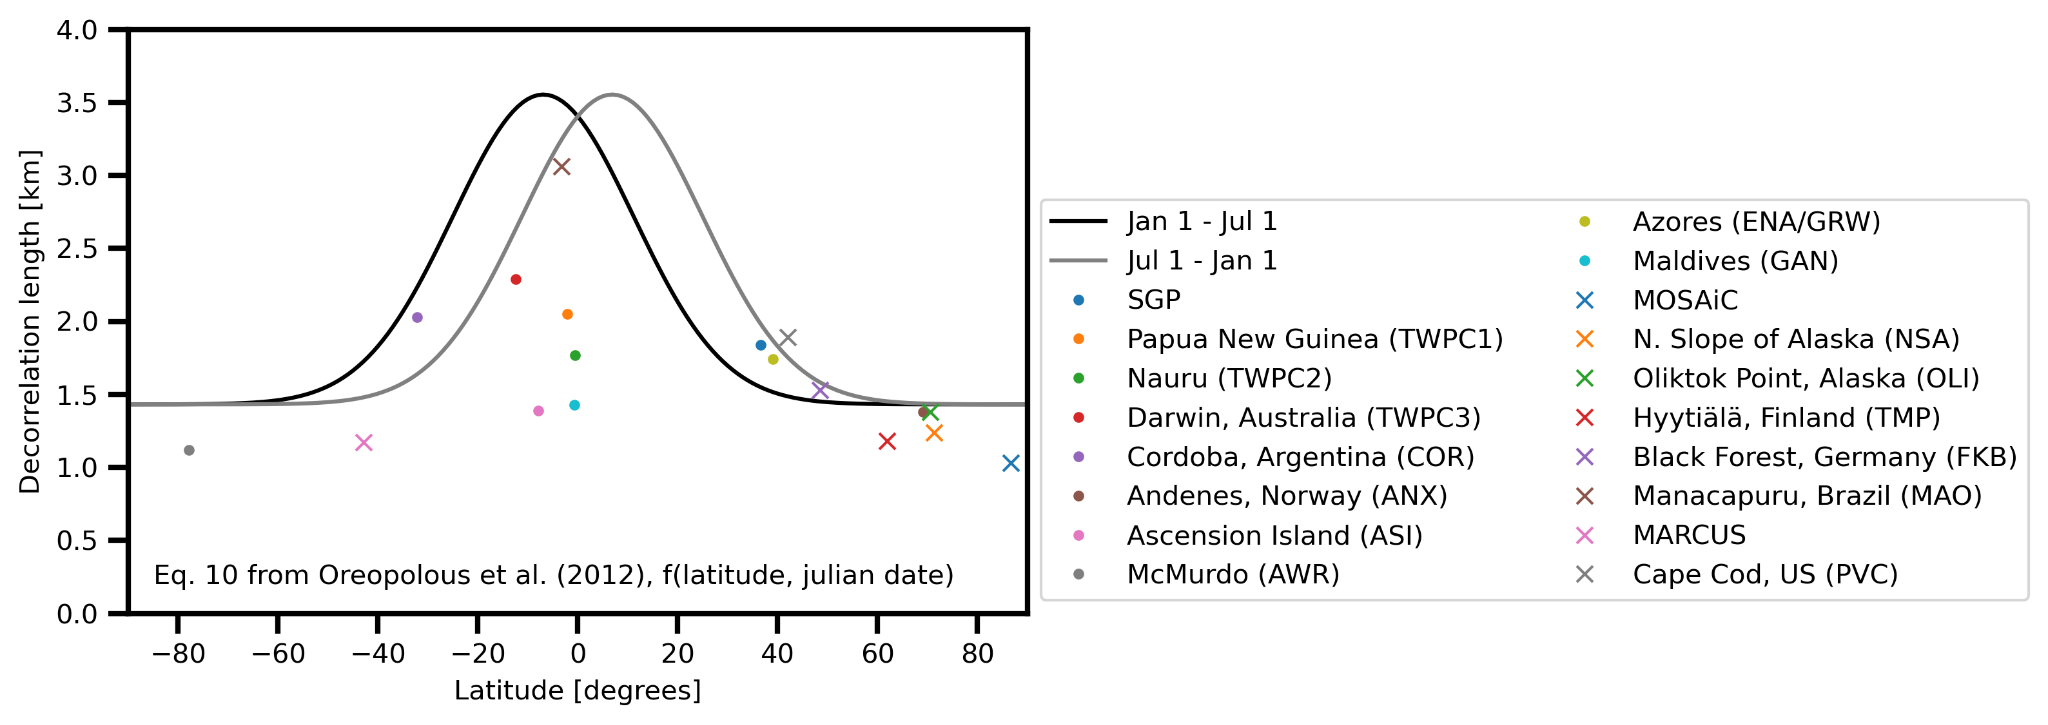 4.0
3.5
3.0
2.5
2.0
1.5
1.0
0.5
0.0
Decorrelation length [km]
Eq. 10 from Oreopolous et al. (2012), f(latitude, julian date)
−80 −60 −40 −20 0 20 40 60 80
Latitude [degrees]
Jan 1 - Jul 1
Jul 1 - Jan 1
SGP
Papua New Guinea (TWPC1)
Nauru (TWPC2)
Darwin, Australia (TWPC3)
Cordoba, Argentina (COR)
Andenes, Norway (ANX)
Ascension Island (ASI)
McMurdo (AWR)
Azores (ENA/GRW)
Maldives (GAN)
MOSAiC
N. Slope of Alaska (NSA)
Oliktok Point, Alaska (OLI)
Hyytiälä, Finland (TMP)
Black Forest, Germany (FKB)
Manacapuru, Brazil (MAO)
MARCUS
Cape Cod, US (PVC)